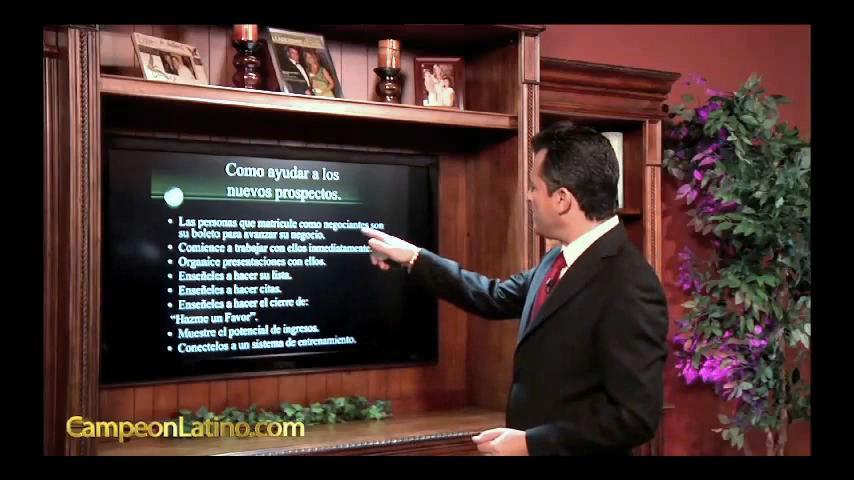 Como ayudar a los
nuevos prospectos.
• Las personas que matricule como negociantes son
su boleto para avanzar su negocio.
• Comience a trabajar con ellos inmediatamente.
• Organice presentaciones con ellos.
• Enseñeles a hacer su lista.
• Enseñeles a hacer citas.
• Enseñeles a hacer el cierre de:
“Hazme un Favor”.
• Muestre el potencial de ingresos.
• Conectelos a un sistema de entrenamiento.
CampeonLatino.com